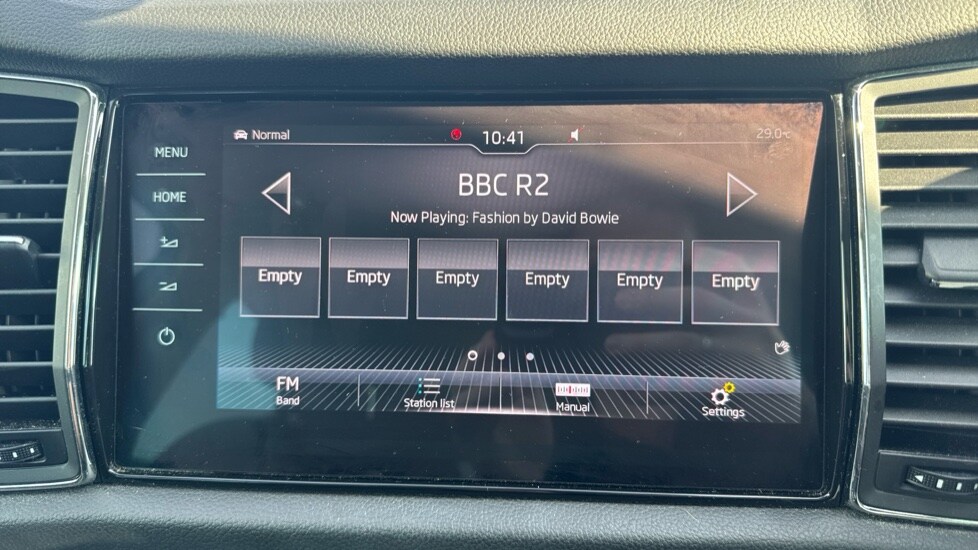 Normal
10:41
29.0°C
MENU
HOME
BBC R2
Now Playing: Fashion by David Bowie
Empty Empty Empty Empty Empty Empty
FM
Band
Station list
Manual
Settings